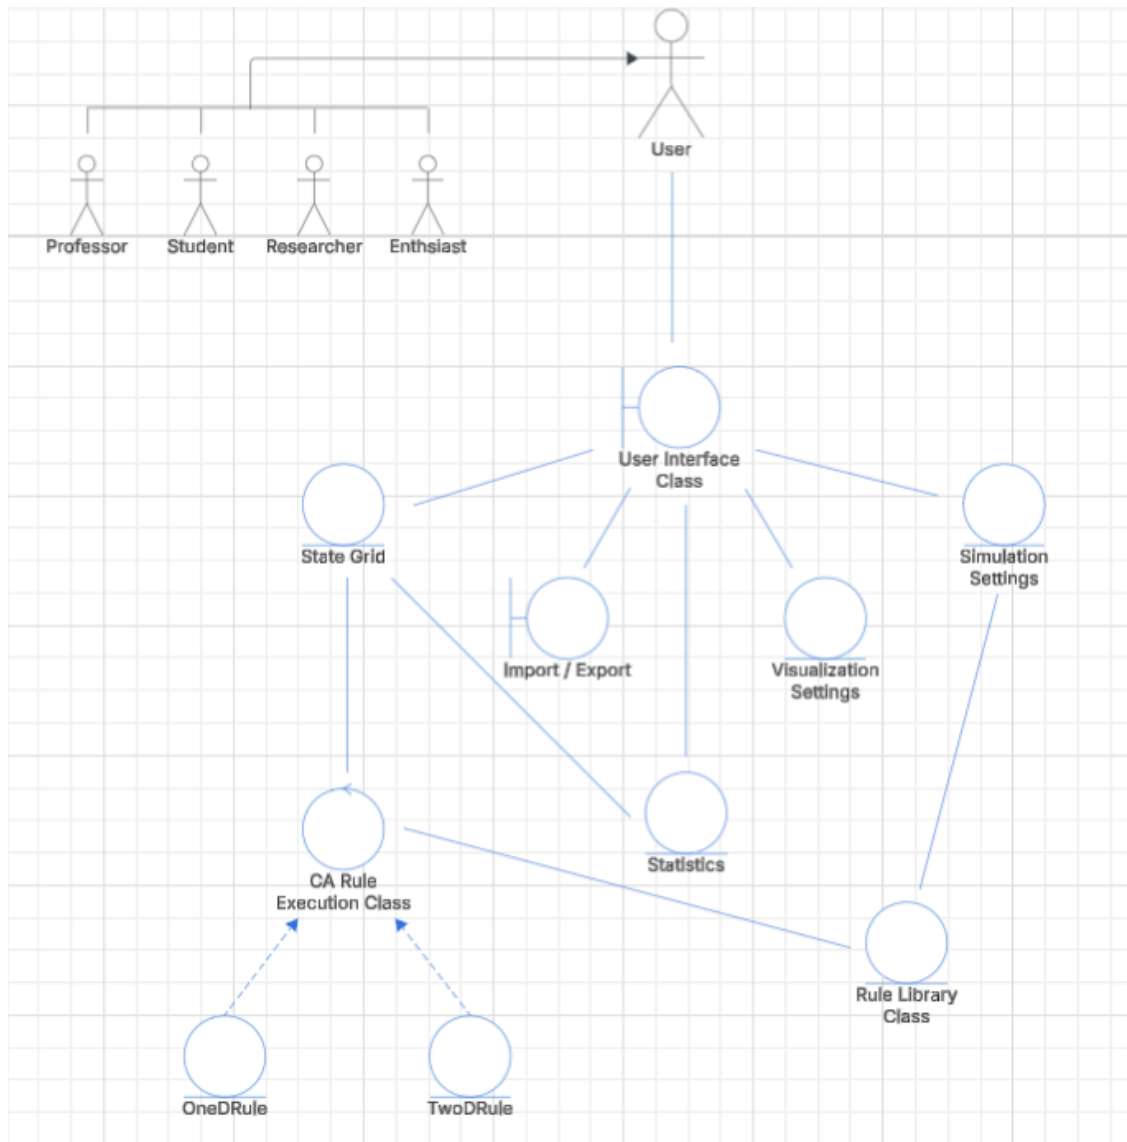 User
Professor
Student
Researcher
Enthsiast
User Interface
Class
State Grid
Simulation
Settings
Import / Export
Visualization
Settings
Statistics
CA Rule
Execution Class
Rule Library
Class
OneDRule
TwoDRule